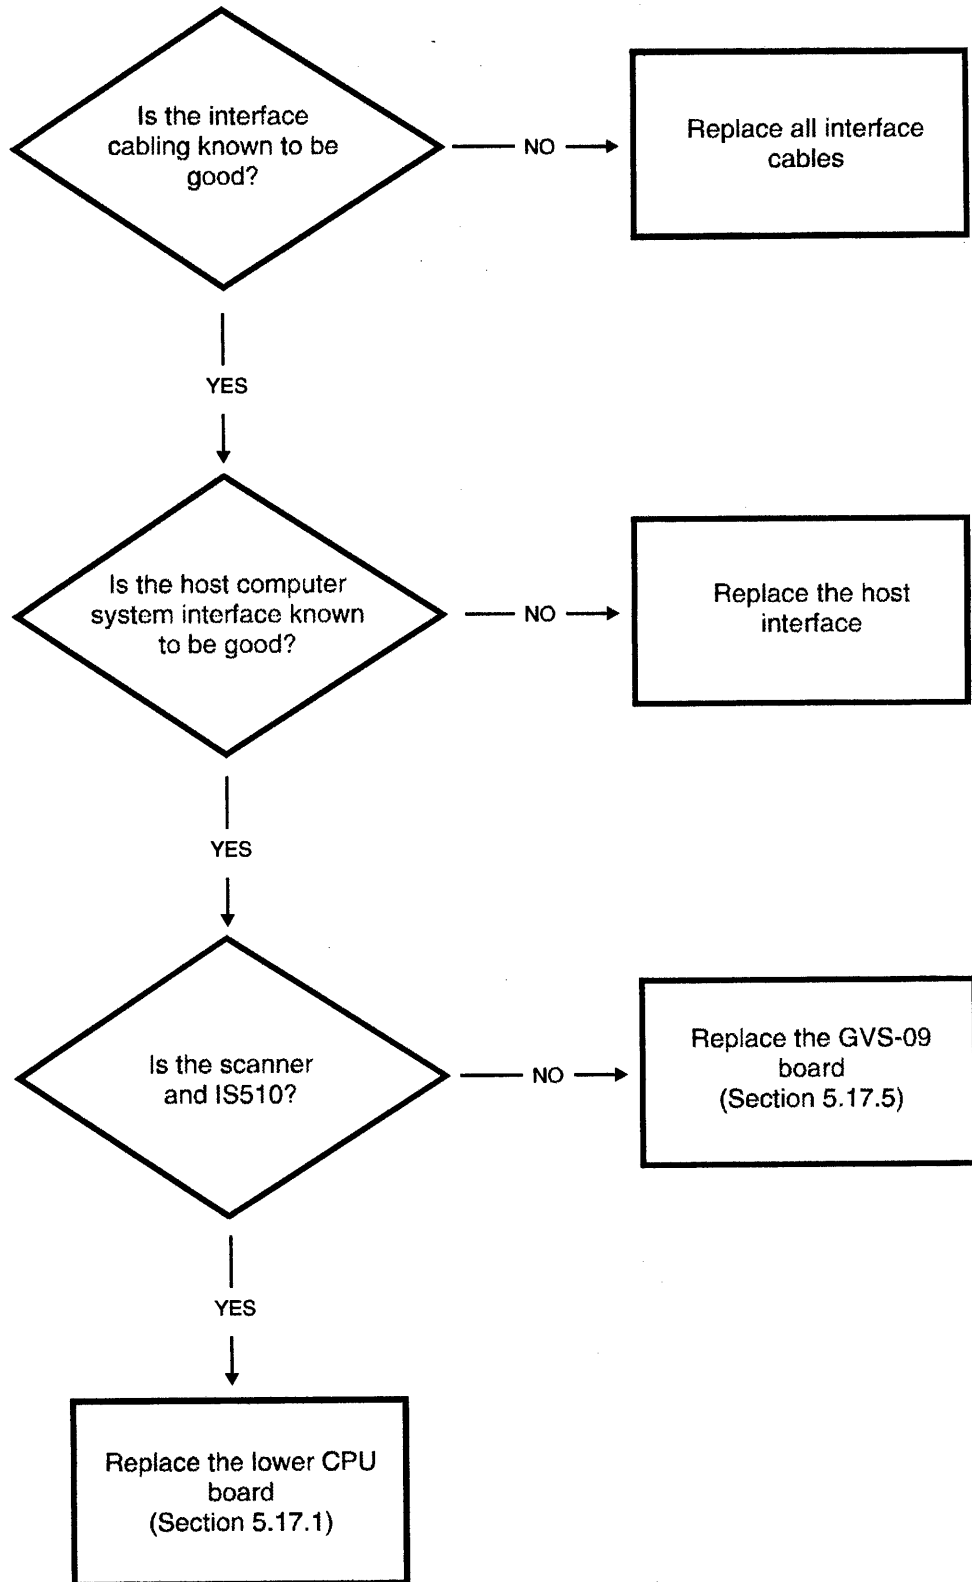 Is the interface
cabling known to be
good?
NO
Replace all interface
cables
YES
Is the host computer
system interface known
to be good?
NO
Replace the host
interface
YES
Is the scanner
and IS510?
NO
Replace the GVS-09
board
(Section 5.17.5)
YES
Replace the lower CPU
board
(Section 5.17.1)